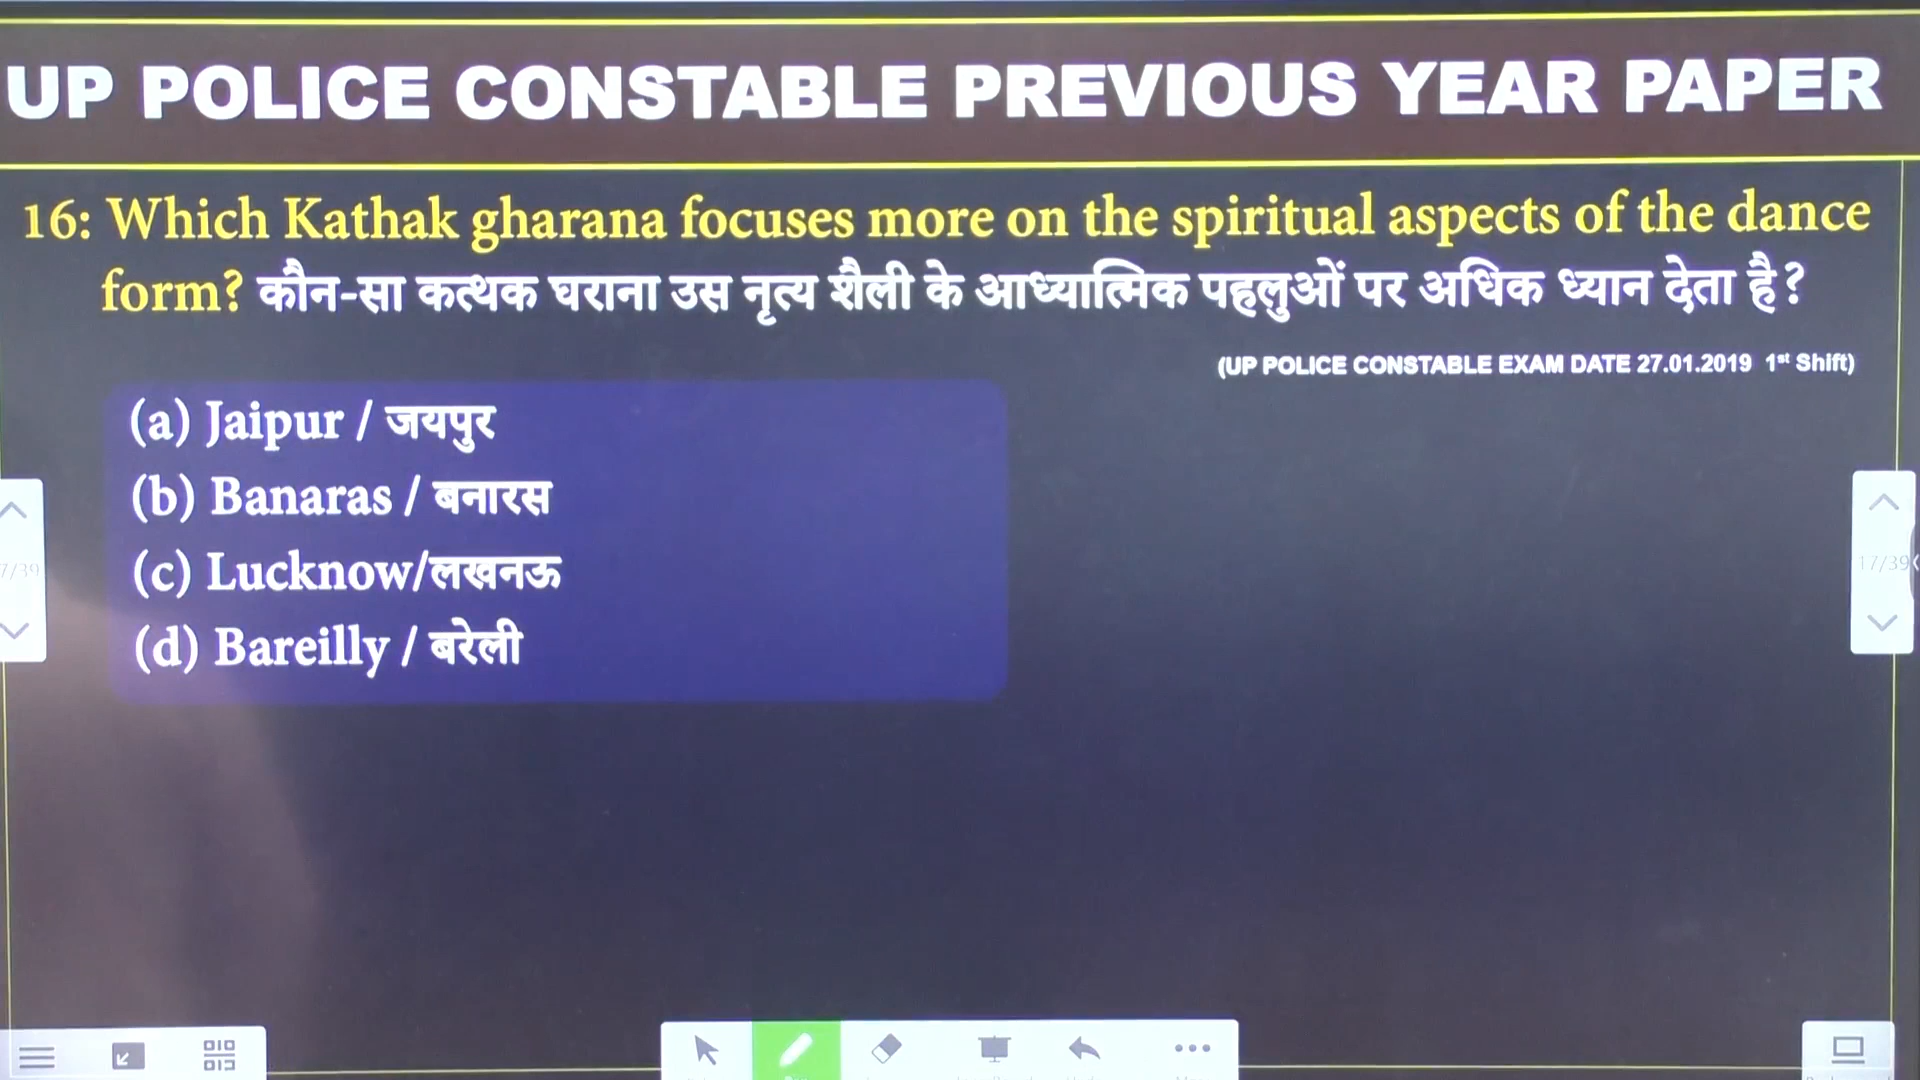 UP POLICE CONSTABLE PREVIOUS YEAR PAPER
16: Which Kathak gharana focuses more on the spiritual aspects of the dance
form? कौन-सा कत्थक घराना उस नृत्य शैली के आध्यात्मिक पहलुओं पर अधिक ध्यान देता है?
(UP POLICE CONSTABLE EXAM DATE 27.01.2019 1st Shift)
(a) Jaipur / जयपुर
(b) Banaras / बनारस
(c) Lucknow/लखनऊ
(d) Bareilly / बरेली
7/39
17/39